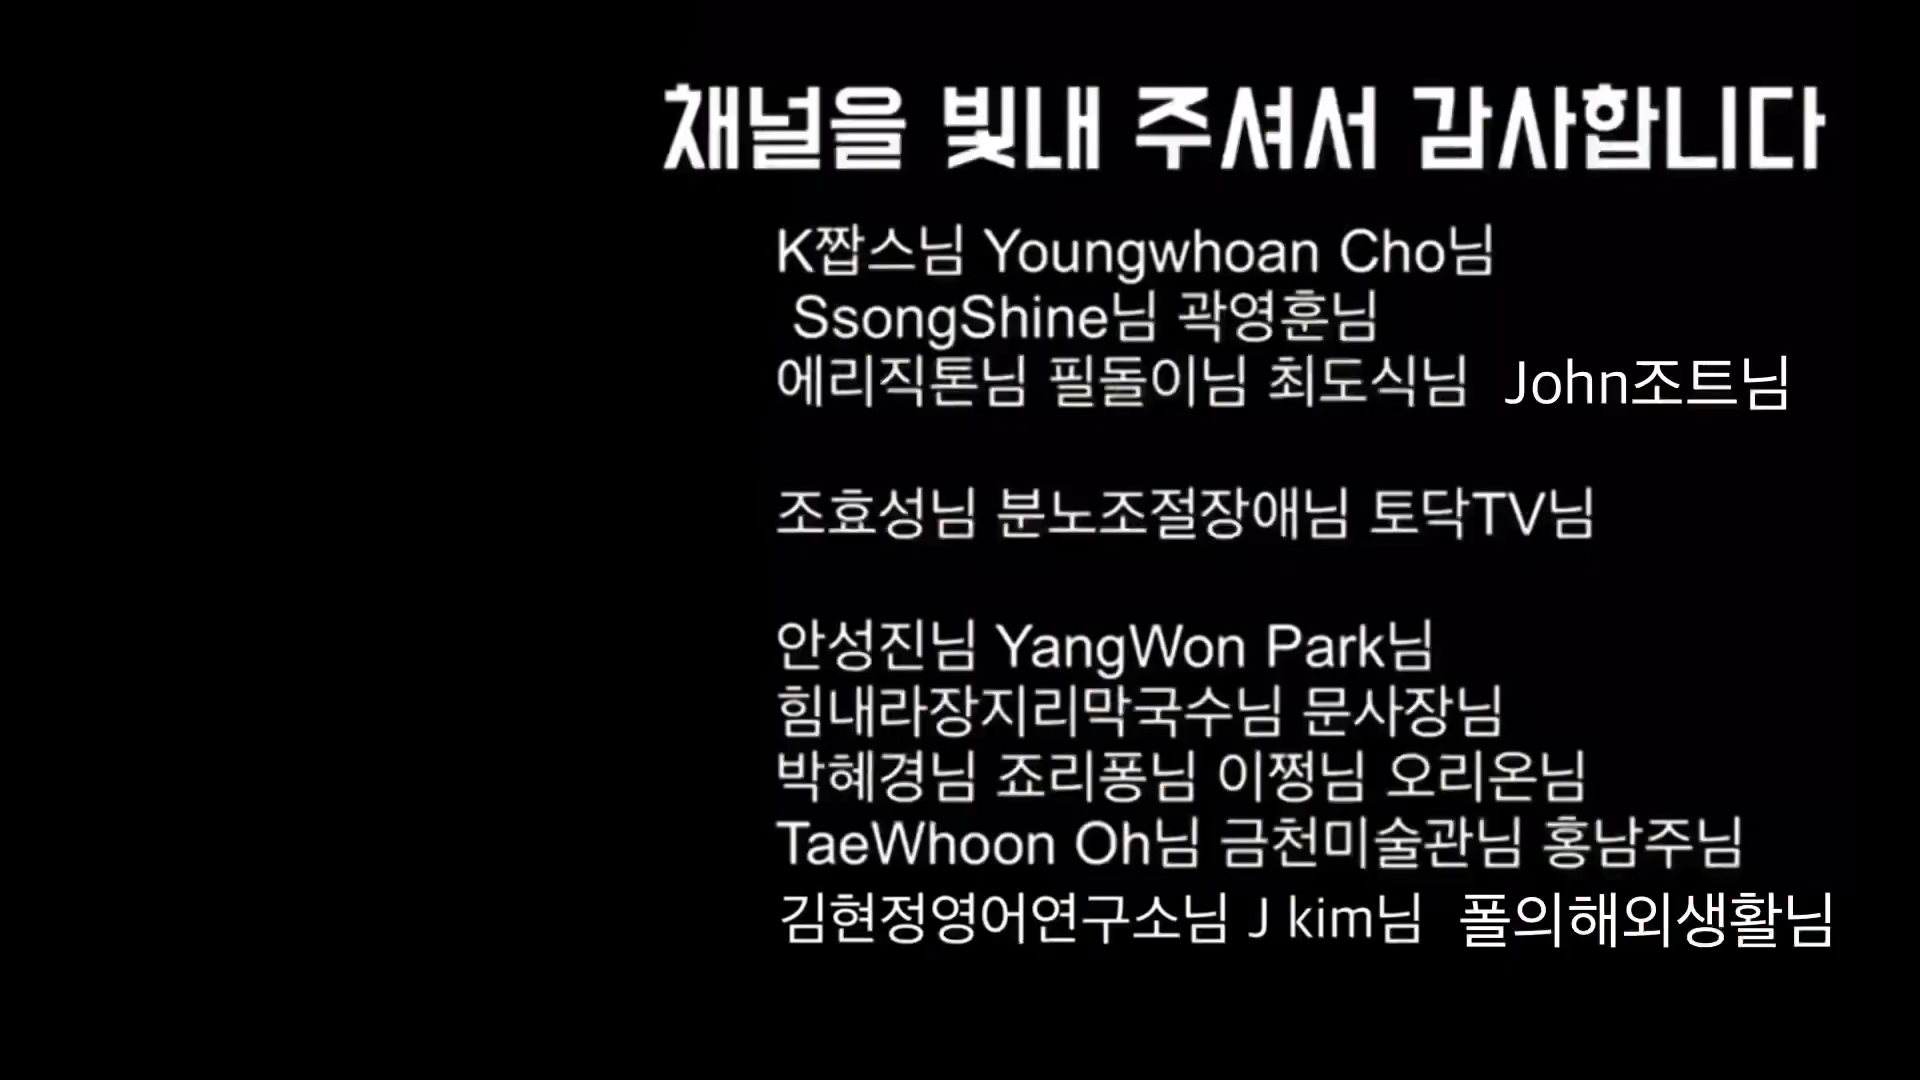 채널을 빛내 주셔서 감사합니다
K짭스님 Youngwhoan Cho님
SsongShine님 곽영훈님
에리직톤님 필돌이님 최도식님 John조트님
조효성님 분노조절장애님 토닥TV님
안성진님 YangWon Park님
힘내라장지리막국수님 문사장님
박혜경님 죠리퐁님 이쩡님 오리온님
TaeWhoon Oh님 금천미술관님 홍남주님
김현정영어연구소님 J kim님 폴의해외생활님